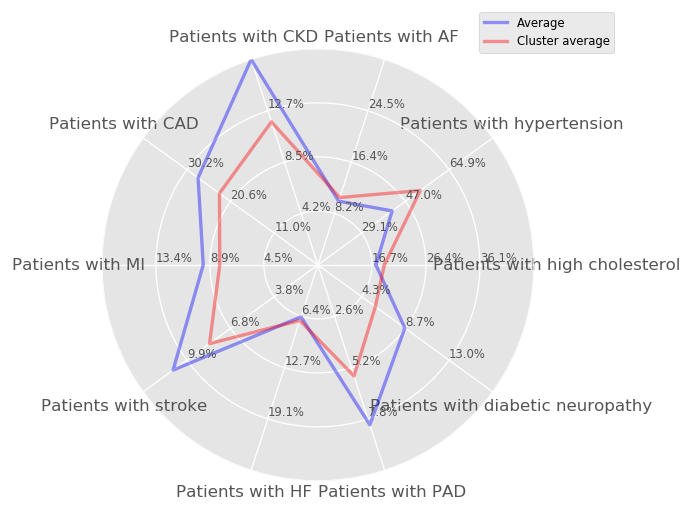 Average
Cluster average
Patients with CKD Patients with AF
12.7% 24.5%
Patients with CAD Patients with hypertension
8.5% 16.4%
30.2% 64.9%
20.6% 47.0%
4.2% 8.2%
11.0% 29.1%
Patients with MI 13.4% 8.9% 4.5% 16.7% 26.4% 36.1% Patients with high cholesterol
3.8% 4.3%
6.4% 2.6%
6.8% 8.7%
9.9% 12.7% 5.2% 13.0%
Patients with stroke Patients with diabetic neuropathy
19.1% 7.8%
Patients with HF Patients with PAD